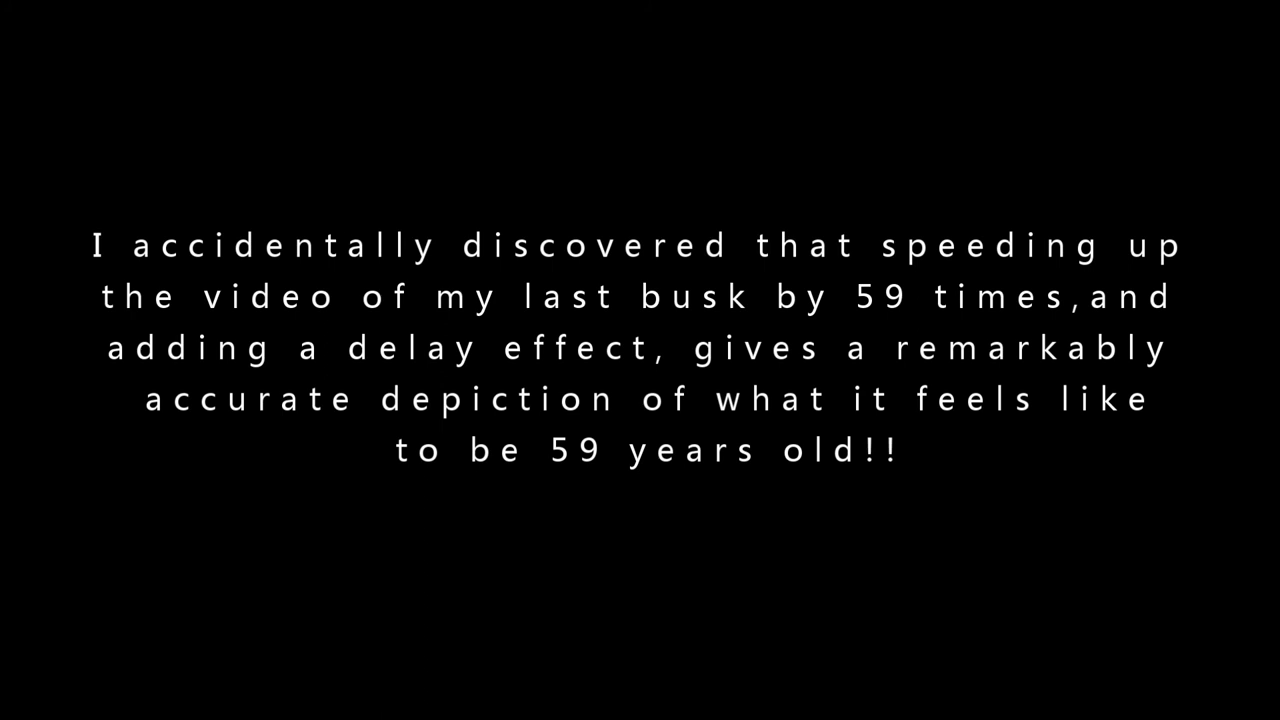 I accidentally discovered that speeding up
the video of my last busk by 59 times,and
adding a delay effect, gives a remarkably
accurate depiction of what it feels like
to be 59 years old!!